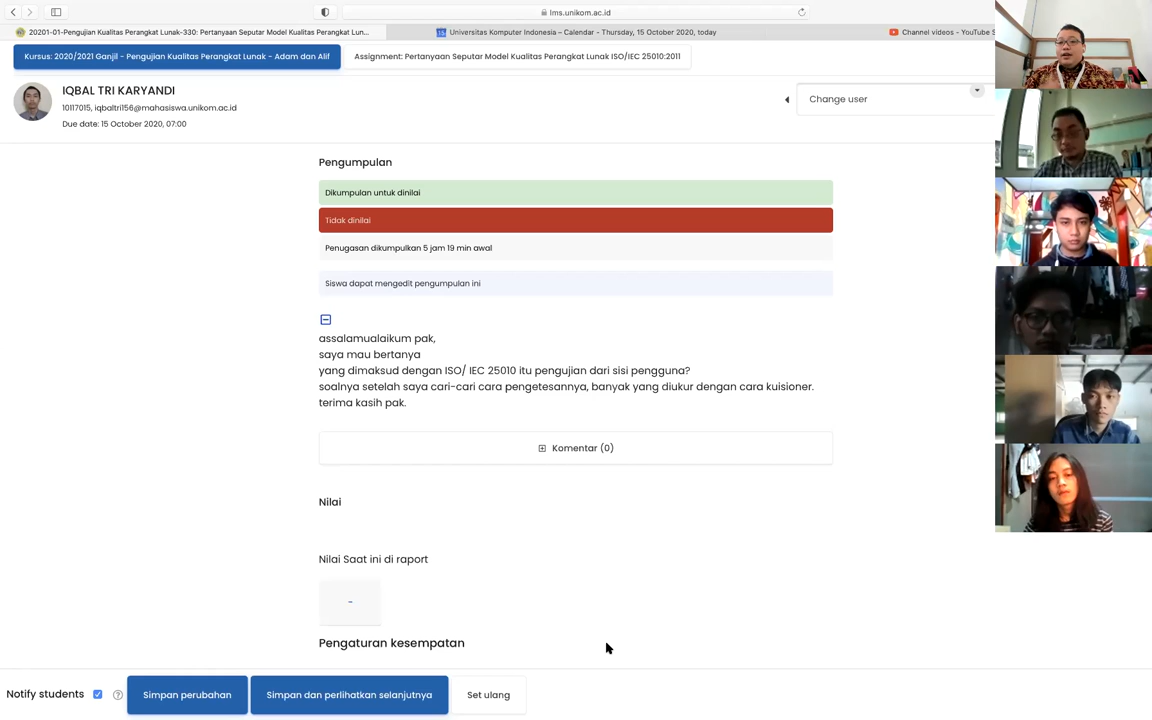 lms.unikom.ac.id
20201-01-Pengujian Kualitas Perangkat Lunak-330: Pertanyaan Seputar Model Kualitas Perangkat Lun...
Universitas Komputer Indonesia – Calendar - Thursday, 15 October 2020, today
Channel videos - YouTube S
Kursus: 2020/2021 Ganjil - Pengujian Kualitas Perangkat Lunak - Adam dan Alif
Assignment: Pertanyaan Seputar Model Kualitas Perangkat Lunak ISO/IEC 25010:2011
IQBAL TRI KARYANDI
10117015, iqbaltri156@mahasiswa.unikom.ac.id
Due date: 15 October 2020, 07:00
Change user
Pengumpulan
Dikumpulan untuk dinilai
Tidak dinilai
Penugasan dikumpulkan 5 jam 19 min awal
Siswa dapat mengedit pengumpulan ini
assalamualaikum pak,
saya mau bertanya
yang dimaksud dengan ISO/ IEC 25010 itu pengujian dari sisi pengguna?
soalnya setelah saya cari-cari cara pengetesannya, banyak yang diukur dengan cara kuisioner.
terima kasih pak.
Komentar (0)
Nilai
Nilai Saat ini di raport
-
Pengaturan kesempatan
Notify students
Simpan perubahan
Simpan dan perlihatkan selanjutnya
Set ulang